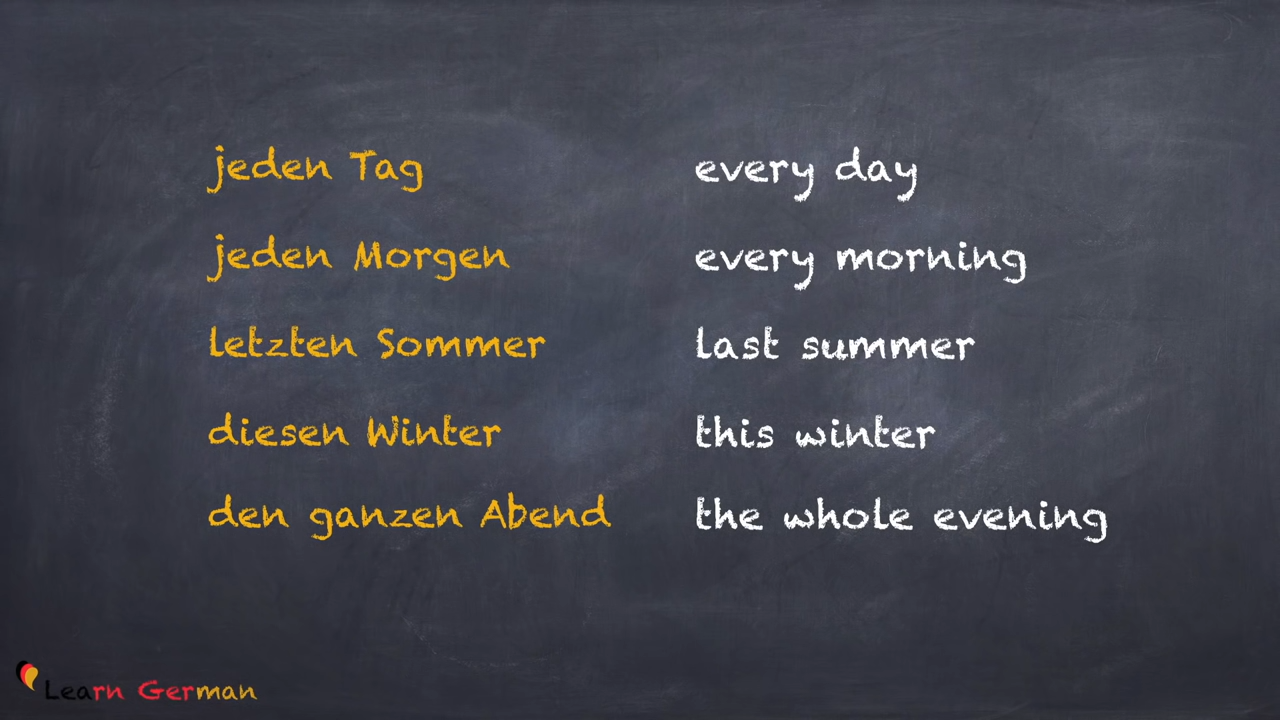 jeden Tag every day
jeden Morgen every morning
letzten Sommer last summer
diesen Winter this winter
den ganzen Abend the whole evening
Learn German